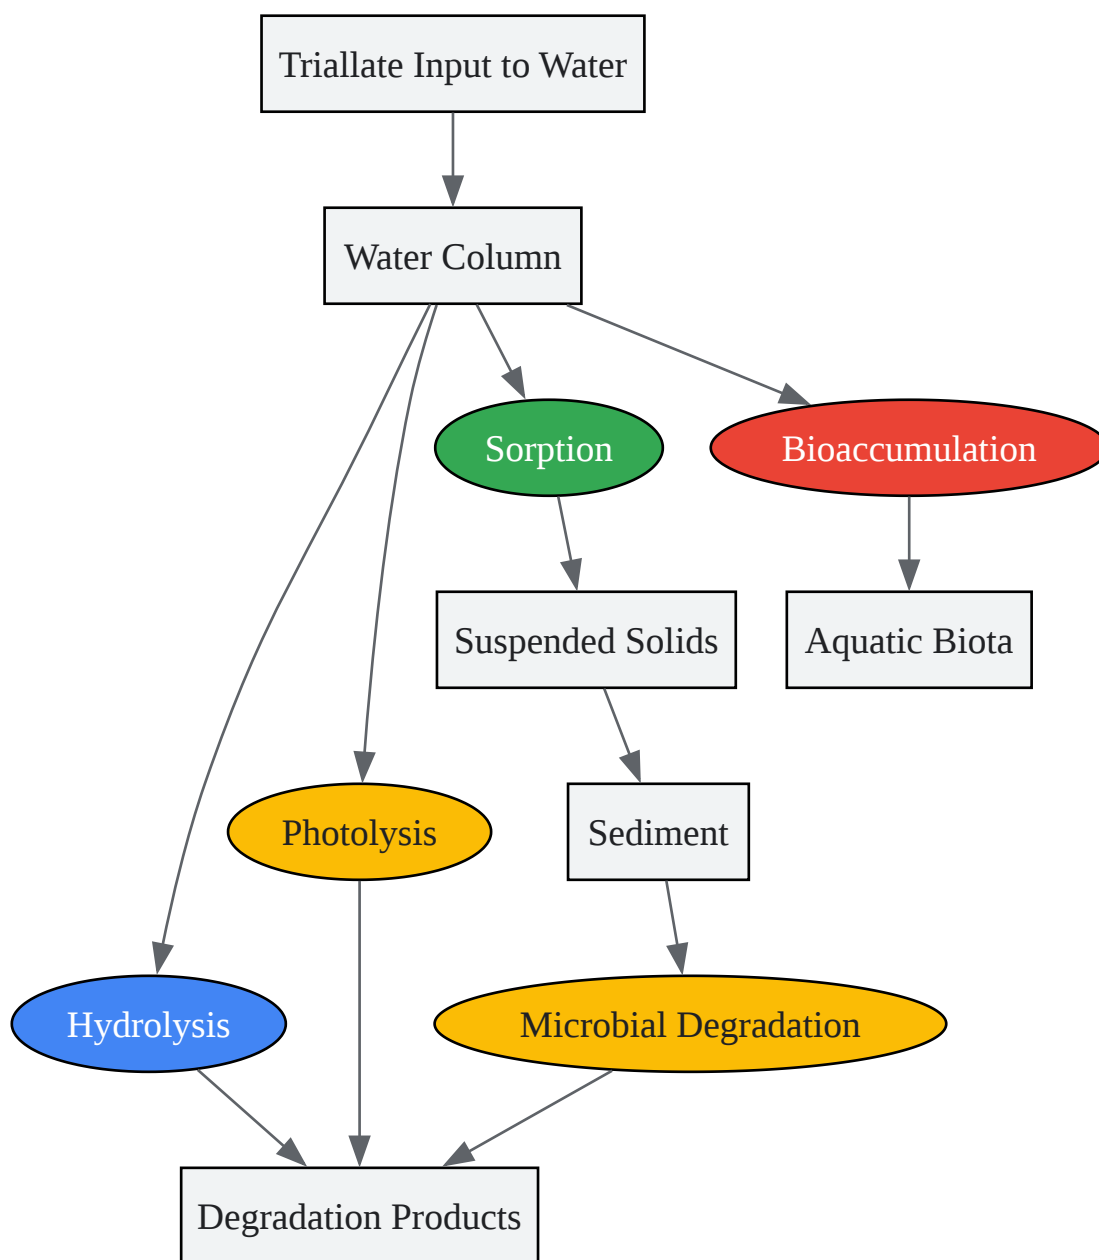 Triallate Input to Water
Water Column
Sorption
Bioaccumulation
Suspended Solids
Aquatic Biota
Photolysis
Sediment
Hydrolysis
Microbial Degradation
Degradation Products